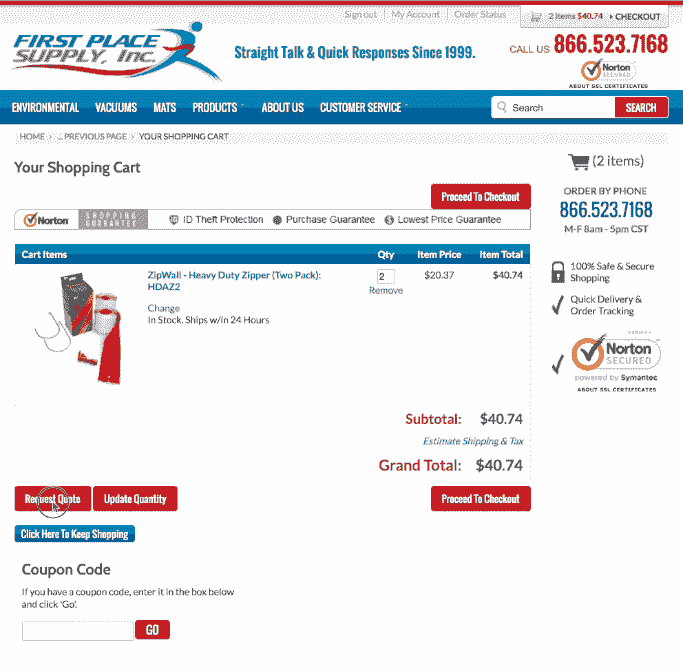 Sign out My Account Order Status 2 items $40.74 CHECKOUT
FIRST PLACE
SUPPLY, INC.
Straight Talk & Quick Responses Since 1999.
CALL US 866.523.7168
Norton
SECURED
ABOUT SSL CERTIFICATES
ENVIRONMENTAL VACUUMS MATS PRODUCTS ABOUT US CUSTOMER SERVICE Search SEARCH
HOME › ... PREVIOUS PAGE › YOUR SHOPPING CART
Your Shopping Cart
Proceed To Checkout
Norton SHOPPING GUARANTEE ID Theft Protection Purchase Guarantee Lowest Price Guarantee
Cart Items Qty Item Price Item Total
ZipWall - Heavy Duty Zipper (Two Pack): 2 $20.37 $40.74
HDAZ2
Remove
Change
In Stock. Ships w/in 24 Hours
Subtotal: $40.74
Estimate Shipping & Tax
Grand Total: $40.74
Request Quote Update Quantity Proceed To Checkout
Click Here To Keep Shopping
Coupon Code
If you have a coupon code, enter it in the box below
and click 'Go'.
GO
(2 items)
ORDER BY PHONE
866.523.7168
M-F 8am - 5pm CST
100% Safe & Secure
Shopping
Quick Delivery &
Order Tracking
Norton
SECURED
powered by Symantec
ABOUT SSL CERTIFICATES